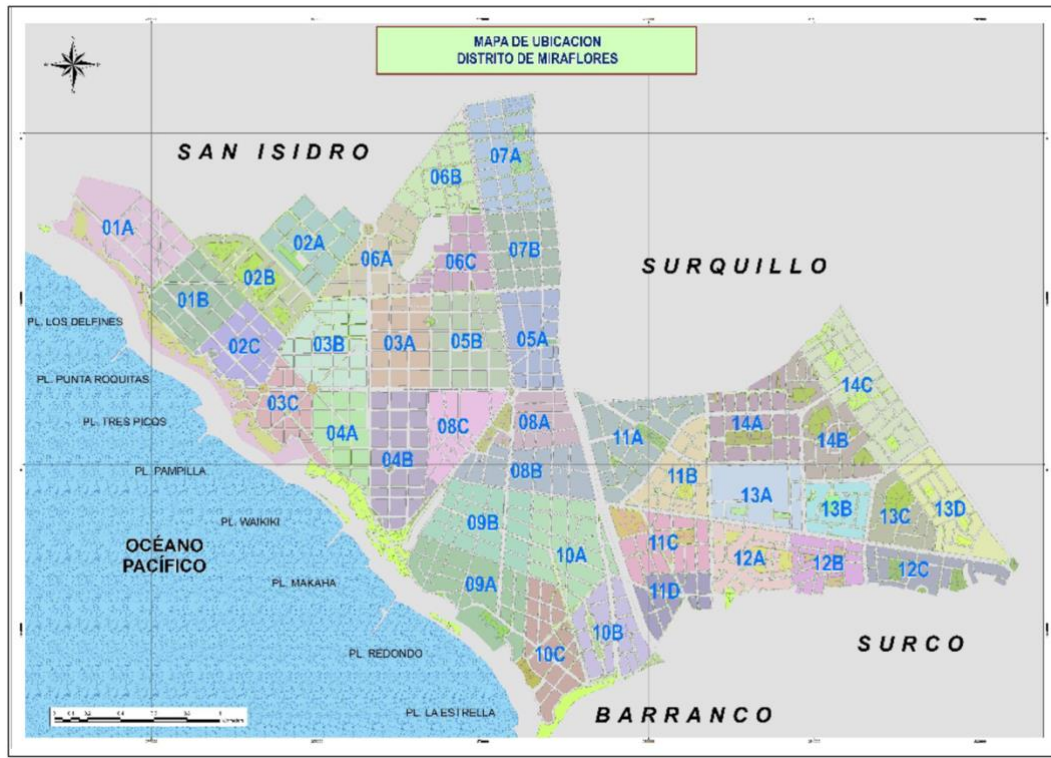 MAPA DE UBICACION
DISTRITO DE MIRAFLORES
SAN ISIDRO
07A
06B
01A
02A
06A
07B
06C
02B
SURQUILLO
01B
PL. LOS DELFINES
02C
03B
03A
05B
05A
PL. PUNTA ROQUITAS
14C
03C
PL. TRES PICOS
04A
08C
08A
11A
14A
14B
PL. PAMPILLA
04B
08B
11B
13A
13B
13C
13D
PL. WAIKIKI
09B
OCÉANO
PACÍFICO
10A
11C
12A
12B
12C
PL. MAKAHA
09A
11D
10B
PL. REDONDO
10C
SURCO
PL. LA ESTRELLA
BARRANCO